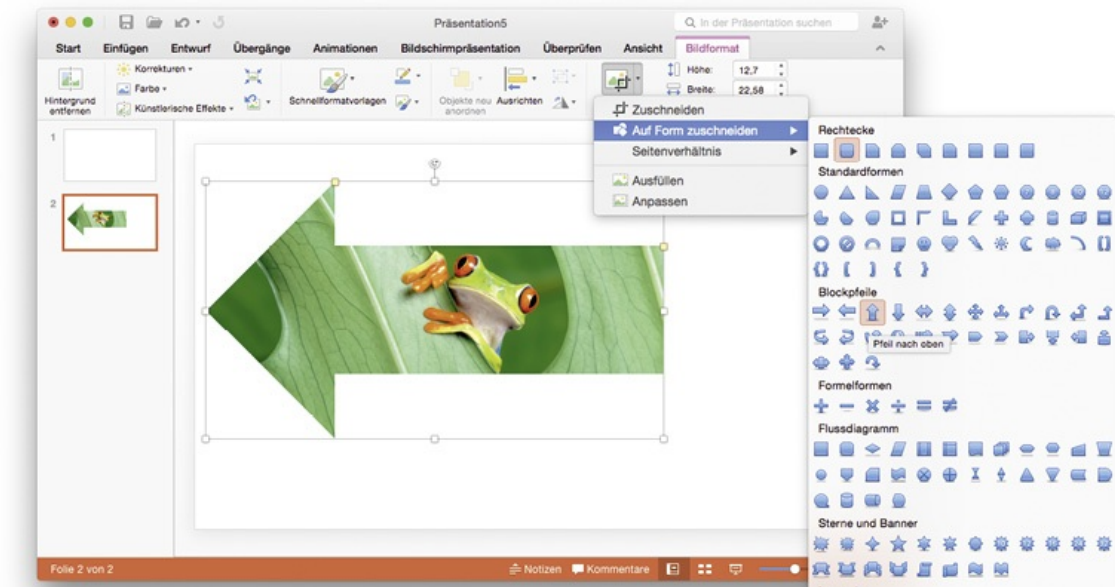 Präsentation5
In der Präsentation suchen
Start Einfügen Entwurf Übergänge Animationen Bildschirmpräsentation Überprüfen Ansicht Bildformat
Hintergrund entfernen
Korrekturen
Farbe
Künstlerische Effekte
Schnellformatvorlagen
Objekte neu anordnen
Ausrichten
Höhe: 12,7
Breite: 22,58
Zuschneiden
Auf Form zuschneiden
Seitenverhältnis
Ausfüllen
Anpassen
Rechtecke
Standardformen
Blockpfeile
Pfeil nach oben
Formelformen
Flussdiagramm
Sterne und Banner
1
2
Folie 2 von 2
Notizen Kommentare